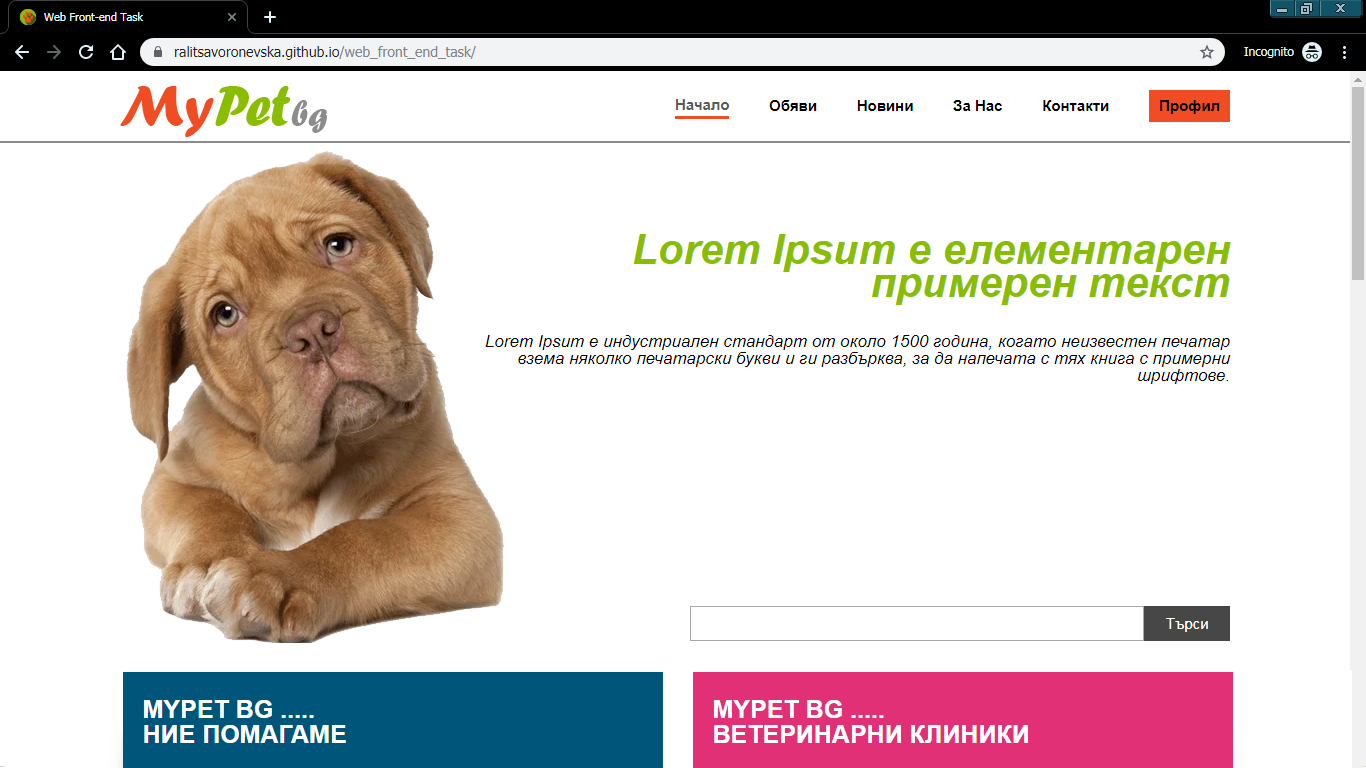 Web Front-end Task
ralitsavoronevska.github.io/web_front_end_task/
Incognito
MyPet bg
Начало Обяви Новини За Нас Контакти Профил
Lorem Ipsum е елементарен
примерен текст
Lorem Ipsum е индустриален стандарт от около 1500 година, когато неизвестен печатар
взема няколко печатарски букви и ги разбърква, за да напечата с тях книга с примерни
шрифтове.
Търси
MYPET BG .....
НИЕ ПОМАГАМЕ
MYPET BG .....
ВЕТЕРИНАРНИ КЛИНИКИ